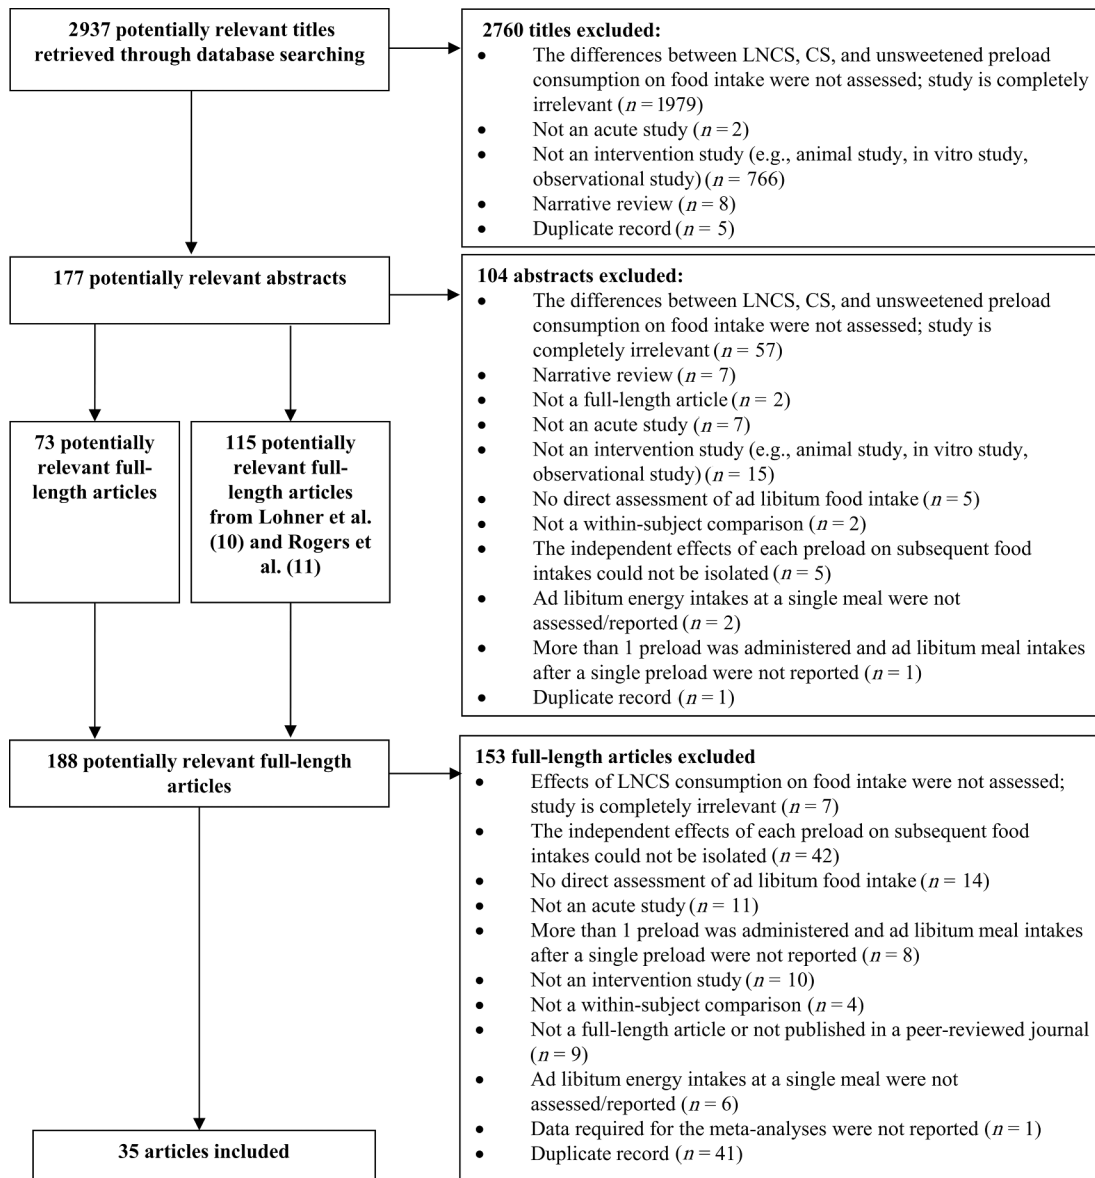 2937 potentially relevant titles
retrieved through database searching
2760 titles excluded:
• The differences between LNCS, CS, and unsweetened preload
consumption on food intake were not assessed; study is completely
irrelevant (n = 1979)
• Not an acute study (n = 2)
• Not an intervention study (e.g., animal study, in vitro study,
observational study) (n = 766)
• Narrative review (n = 8)
• Duplicate record (n = 5)
177 potentially relevant abstracts
104 abstracts excluded:
• The differences between LNCS, CS, and unsweetened preload
consumption on food intake were not assessed; study is
completely irrelevant (n = 57)
• Narrative review (n = 7)
• Not a full-length article (n = 2)
• Not an acute study (n = 7)
• Not an intervention study (e.g., animal study, in vitro study,
observational study) (n = 15)
• No direct assessment of ad libitum food intake (n = 5)
• Not a within-subject comparison (n = 2)
• The independent effects of each preload on subsequent food
intakes could not be isolated (n = 5)
• Ad libitum energy intakes at a single meal were not
assessed/reported (n = 2)
• More than 1 preload was administered and ad libitum meal intakes
after a single preload were not reported (n = 1)
• Duplicate record (n = 1)
73 potentially
relevant full-
length articles
115 potentially
relevant full-
length articles
from Lohner et al.
(10) and Rogers et
al. (11)
188 potentially relevant full-length
articles
153 full-length articles excluded
• Effects of LNCS consumption on food intake were not assessed;
study is completely irrelevant (n = 7)
• The independent effects of each preload on subsequent food
intakes could not be isolated (n = 42)
• No direct assessment of ad libitum food intake (n = 14)
• Not an acute study (n = 11)
• More than 1 preload was administered and ad libitum meal intakes
after a single preload were not reported (n = 8)
• Not an intervention study (n = 10)
• Not a within-subject comparison (n = 4)
• Not a full-length article or not published in a peer-reviewed journal
(n = 9)
• Ad libitum energy intakes at a single meal were not
assessed/reported (n = 6)
• Data required for the meta-analyses were not reported (n = 1)
• Duplicate record (n = 41)
35 articles included